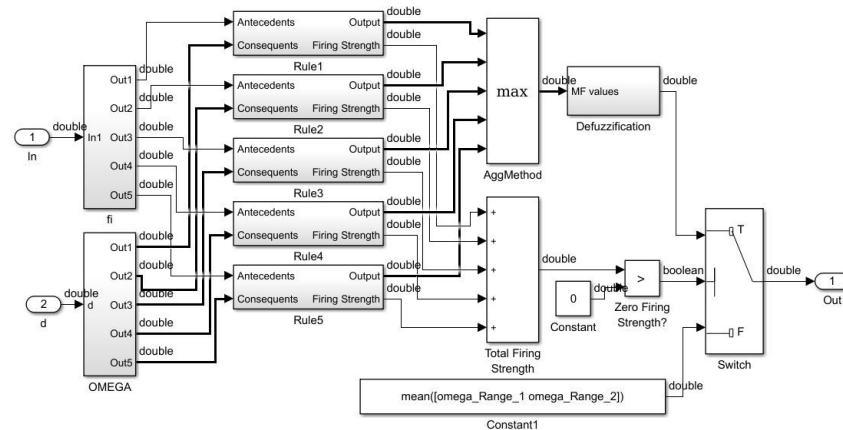 double
double
Antecedents Output
Consequents Firing Strength
double
Rule1
double
double
Antecedents Output
Consequents Firing Strength
double
Rule2
double
double
Antecedents Output
Consequents Firing Strength
double
Rule3
double
double
Antecedents Output
Consequents Firing Strength
double
Rule4
double
double
Antecedents Output
Consequents Firing Strength
double
Rule5
1
In
double
In1
Out1
Out2
Out3
Out4
Out5
fi
double
double
double
2
d
double
d
Out1
Out2
Out3
Out4
Out5
OMEGA
double
double
double
double
double
max
AggMethod
double
MF values
Defuzzification
double
+
+
+
+
+
Total Firing
Strength
double
0
Constant
double
>
Zero Firing
Strength?
boolean
mean([omega_Range_1 omega_Range_2])
Constant1
double
T
F
Switch
double
1
Out